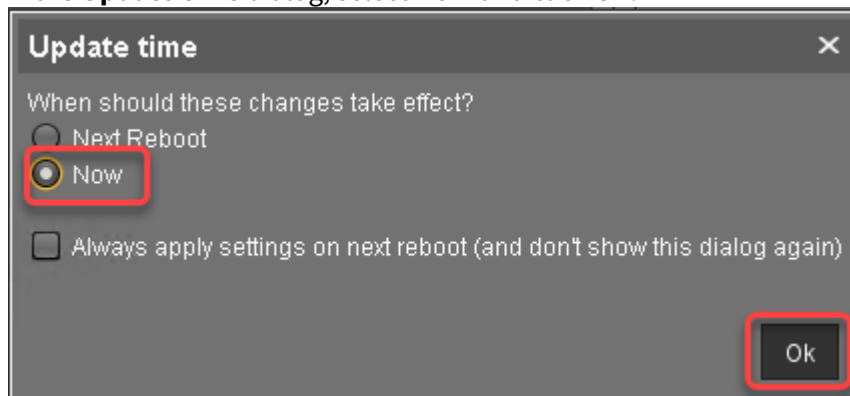 Update time
When should these changes take effect?
Next Reboot
Now
Always apply settings on next reboot (and don't show this dialog again)
Ok